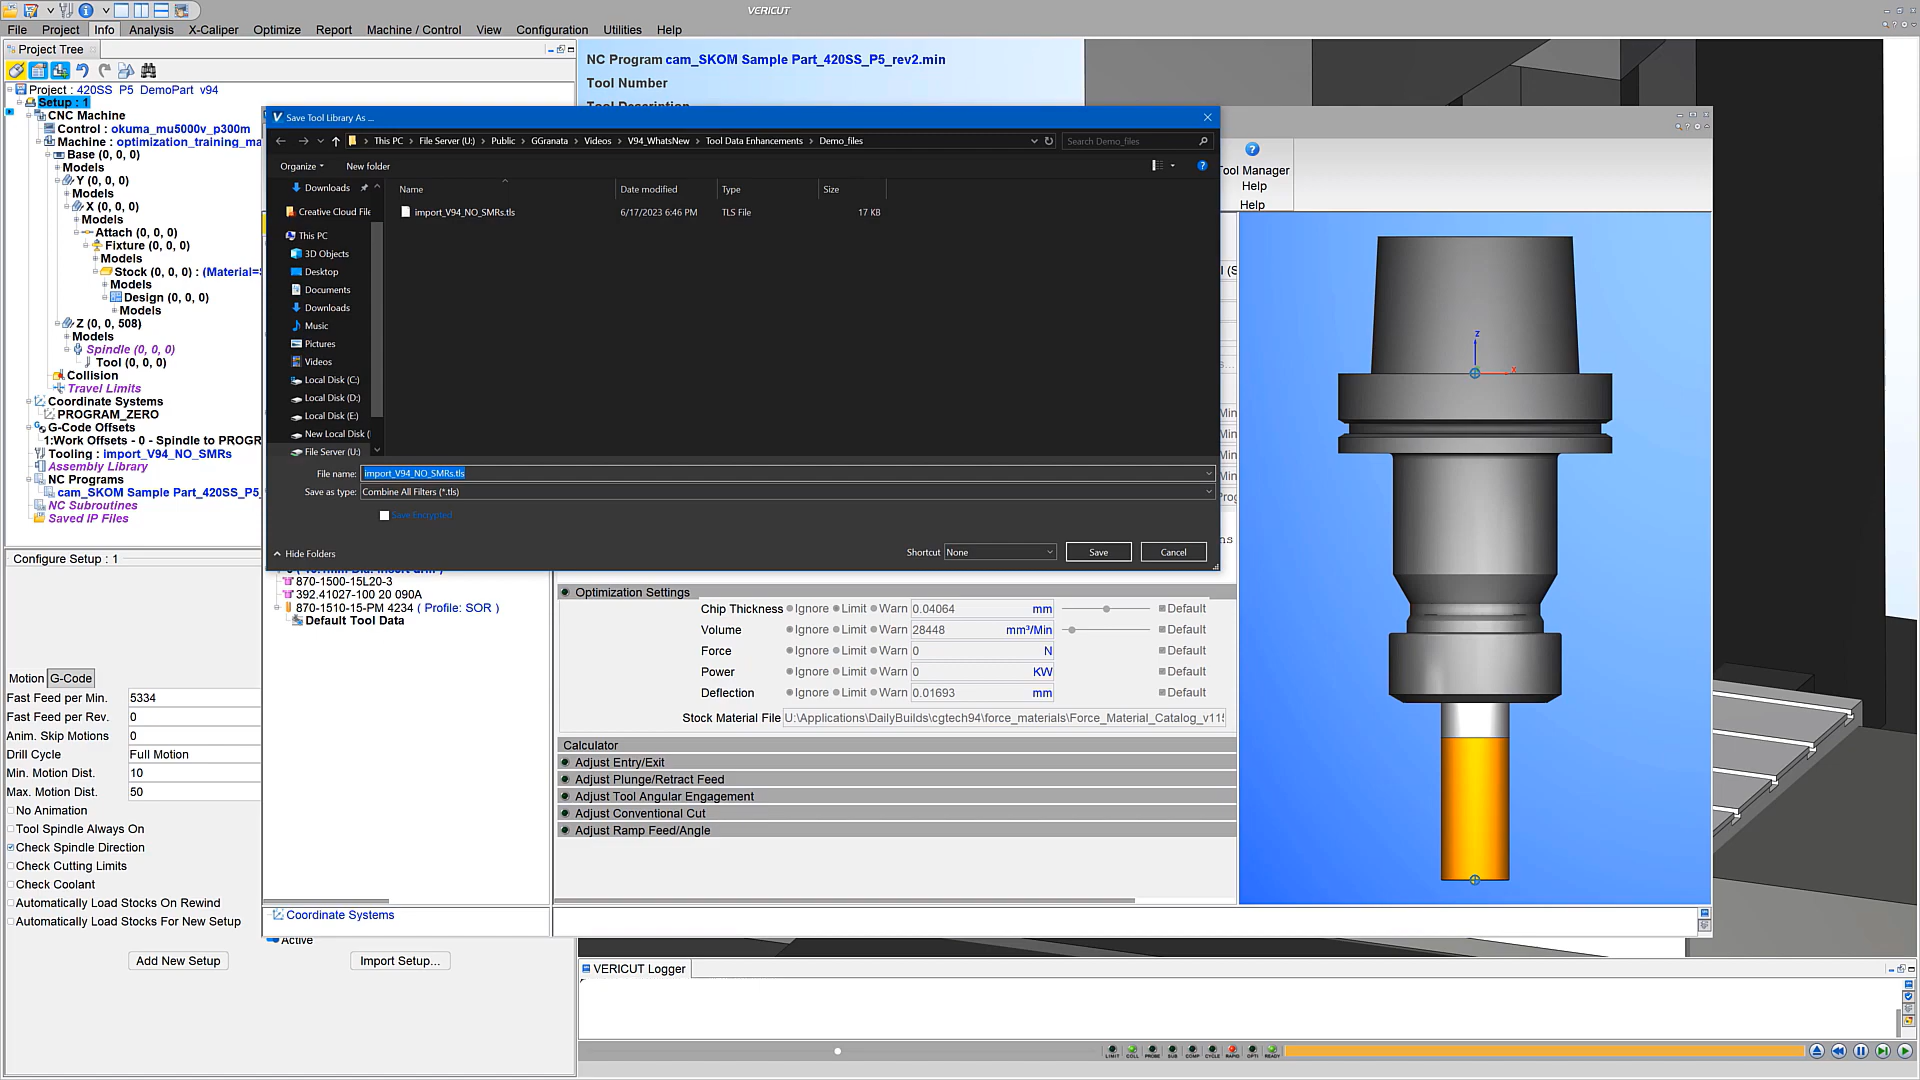 VERICUT
File Project Info Analysis X-Caliper Optimize Report Machine / Control View Configuration Utilities Help
Project Tree
Project : 420SS P5 DemoPart v94
Setup : 1
CNC Machine
Control : okuma_mu5000v_p300m
Machine : optimization_training_ma
Base (0, 0, 0)
Models
Y (0, 0, 0)
Models
X (0, 0, 0)
Models
Attach (0, 0, 0)
Fixture (0, 0, 0)
Models
Stock (0, 0, 0) : (Material=
Models
Design (0, 0, 0)
Models
Z (0, 0, 508)
Models
Spindle (0, 0, 0)
Tool (0, 0, 0)
Collision
Travel Limits
Coordinate Systems
PROGRAM_ZERO
G-Code Offsets
1:Work Offsets - 0 - Spindle to PROGR
Tooling : import_V94_NO_SMRs
Assembly Library
NC Programs
cam_SKOM Sample Part_420SS_P5_
NC Subroutines
Saved IP Files
Configure Setup : 1
Motion G-Code
Fast Feed per Min. 5334
Fast Feed per Rev. 0
Anim. Skip Motions 0
Drill Cycle Full Motion
Min. Motion Dist. 10
Max. Motion Dist. 50
No Animation
Tool Spindle Always On
Check Spindle Direction
Check Cutting Limits
Check Coolant
Automatically Load Stocks On Rewind
Automatically Load Stocks For New Setup
Add New Setup Import Setup...
NC Program cam_SKOM Sample Part_420SS_P5_rev2.min
Tool Number
Tool Description
Save Tool Library As ...
This PC > File Server (U:) > Public > GGranata > Videos > V94_WhatsNew > Tool Data Enhancements > Demo_files
Search Demo_files
Organize New folder
Name Date modified Type Size
import_V94_NO_SMRs.tls 6/17/2023 6:46 PM TLS File 17 KB
Downloads
Creative Cloud File
This PC
3D Objects
Desktop
Documents
Downloads
Music
Pictures
Videos
Local Disk (C:)
Local Disk (D:)
Local Disk (E:)
New Local Disk (
File Server (U:)
File name: import_V94_NO_SMRs.tls
Save as type: Combine All Filters (*.tls)
Save Encrypted
Hide Folders
Shortcut None Save Cancel
Tool Manager
Help
Help
870-1500-15L20-3
392.41027-100 20 090A
870-1510-15-PM 4234 ( Profile: SOR )
Default Tool Data
Coordinate Systems
Active
Optimization Settings
Chip Thickness Ignore Limit Warn 0.04064 mm Default
Volume Ignore Limit Warn 28448 mm³/Min Default
Force Ignore Limit Warn 0 N Default
Power Ignore Limit Warn 0 KW Default
Deflection Ignore Limit Warn 0.01693 mm Default
Stock Material File U:\Applications\DailyBuilds\cgtech94\force_materials\Force_Material_Catalog_v11
Calculator
Adjust Entry/Exit
Adjust Plunge/Retract Feed
Adjust Tool Angular Engagement
Adjust Conventional Cut
Adjust Ramp Feed/Angle
Z
X
VERICUT Logger
LIMIT COLL PROBE SUB COMP CYCLE RAPID OPTI READY